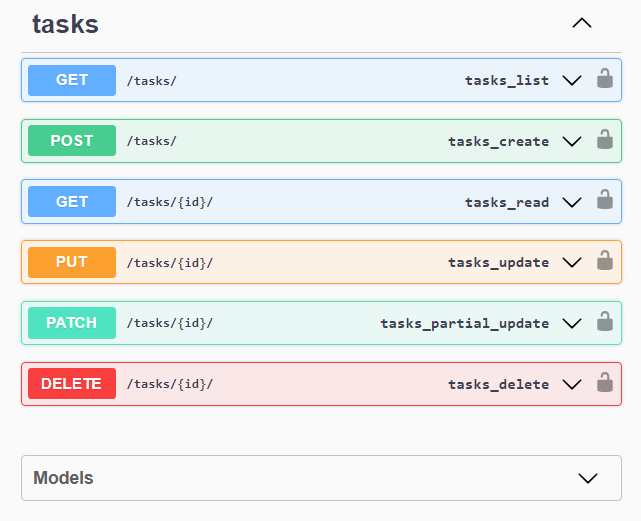 tasks
GET /tasks/ tasks_list
POST /tasks/ tasks_create
GET /tasks/{id}/ tasks_read
PUT /tasks/{id}/ tasks_update
PATCH /tasks/{id}/ tasks_partial_update
DELETE /tasks/{id}/ tasks_delete
Models